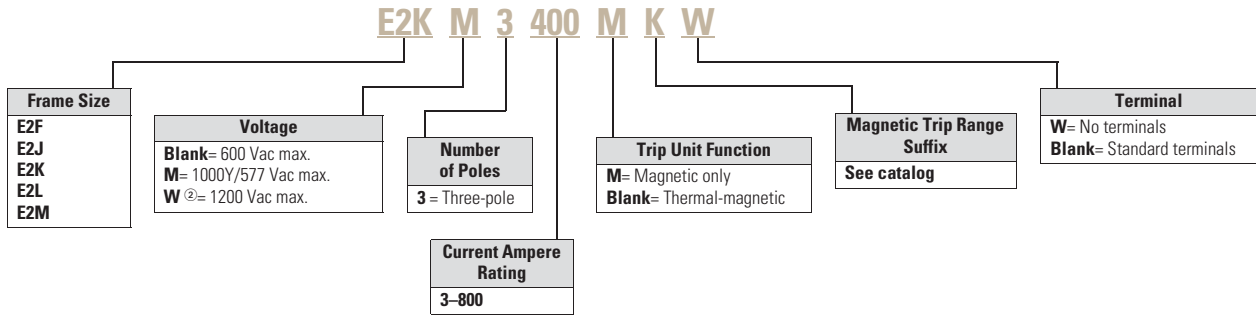 E2K M 3 400 M K W
Frame Size
E2F
E2J
E2K
E2L
E2M
Voltage
Blank= 600 Vac max.
M= 1000Y/577 Vac max.
W ②= 1200 Vac max.
Number
of Poles
3 = Three-pole
Current Ampere
Rating
3–800
Trip Unit Function
M= Magnetic only
Blank= Thermal-magnetic
Magnetic Trip Range
Suffix
See catalog
Terminal
W= No terminals
Blank= Standard terminals